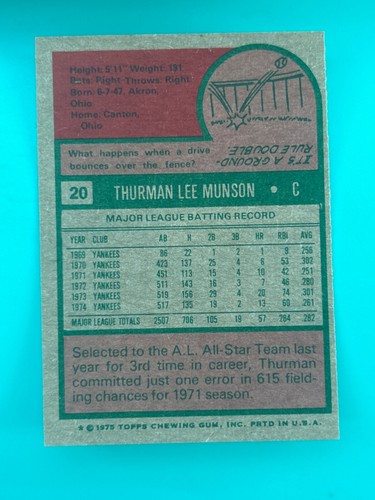 Height: 5'11" Weight: 191
Bats: Right Throws: Right
Born: 6-7-47, Akron,
Ohio
Home: Canton,
Ohio
What happens when a drive
bounces over the fence?
IT'S A GROUND-
RULE DOUBLE.
20 THURMAN LEE MUNSON • C
MAJOR LEAGUE BATTING RECORD
YEAR CLUB AB H 2B 3B HR RBI AVG
1969 YANKEES 86 22 1 2 1 9 256
1970 YANKEES 423 137 25 4 6 53 302
1971 YANKEES 451 113 15 4 10 42 251
1972 YANKEES 511 143 16 3 7 46 280
1973 YANKEES 519 156 29 4 20 74 301
1974 YANKEES 517 135 19 2 13 60 261
MAJOR LEAGUE TOTALS 2507 706 105 19 57 284 282
Selected to the A.L. All-Star Team last
year for 3rd time in career, Thurman
committed just one error in 615 field-
ing chances for 1971 season.
* © 1975 TOPPS CHEWING GUM, INC. PRTD IN U.S.A.